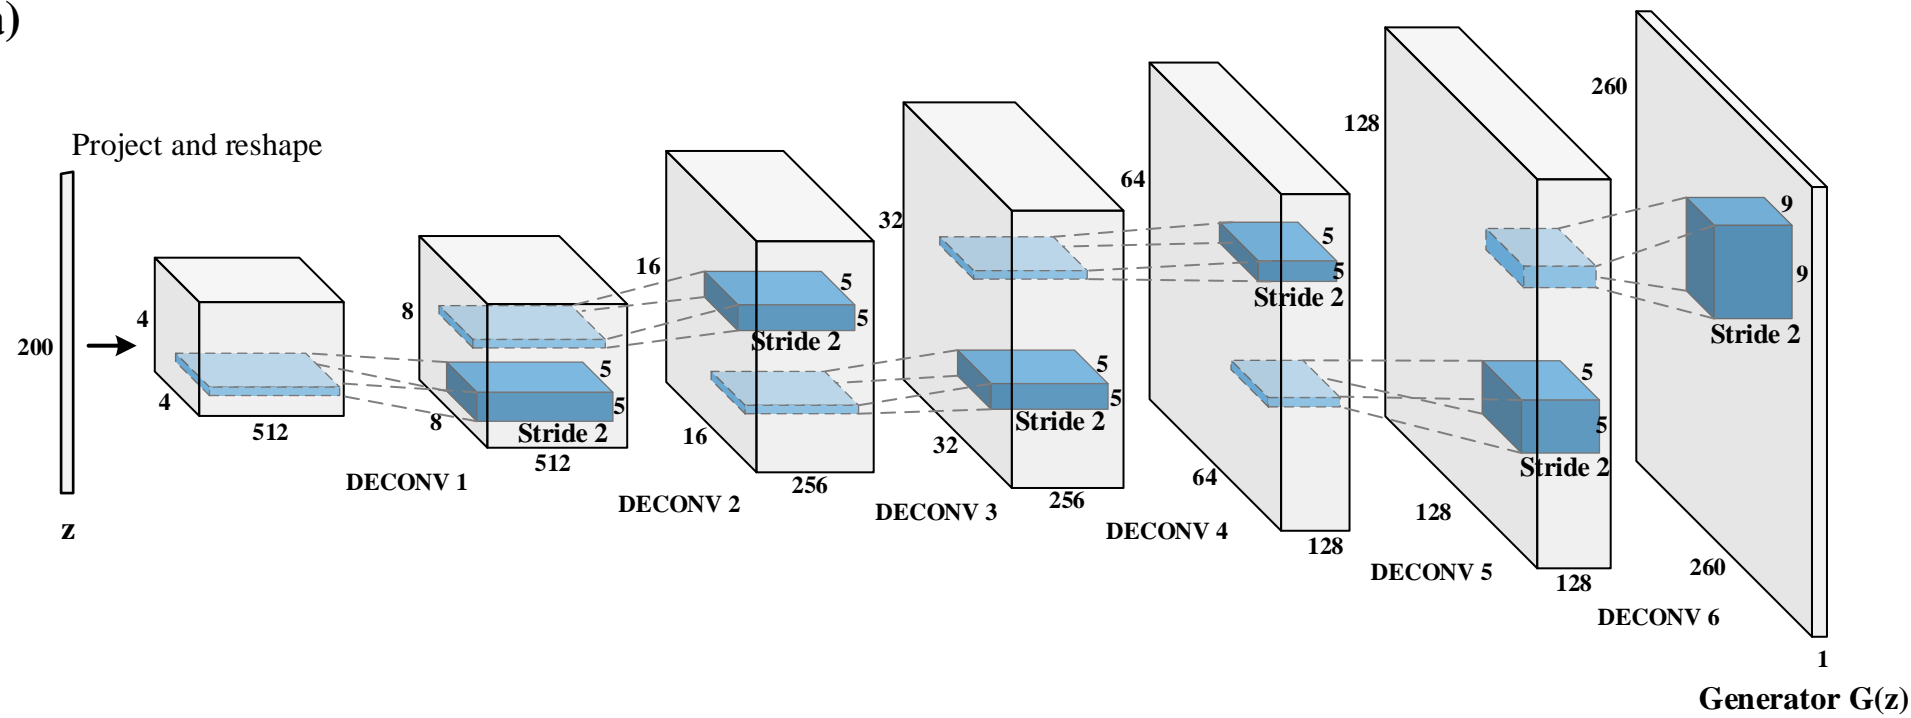 a)
Project and reshape
200
z
4
4
512
DECONV 1
8
8
5
5
Stride 2
512
DECONV 2
16
16
5
5
Stride 2
256
DECONV 3
32
32
5
5
Stride 2
256
DECONV 4
64
64
5
5
Stride 2
128
DECONV 5
128
128
5
5
Stride 2
128
DECONV 6
260
260
9
9
Stride 2
1
Generator G(z)